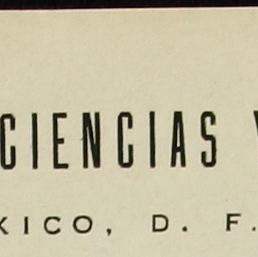 CIENCIAS Y
XICO, D. F.